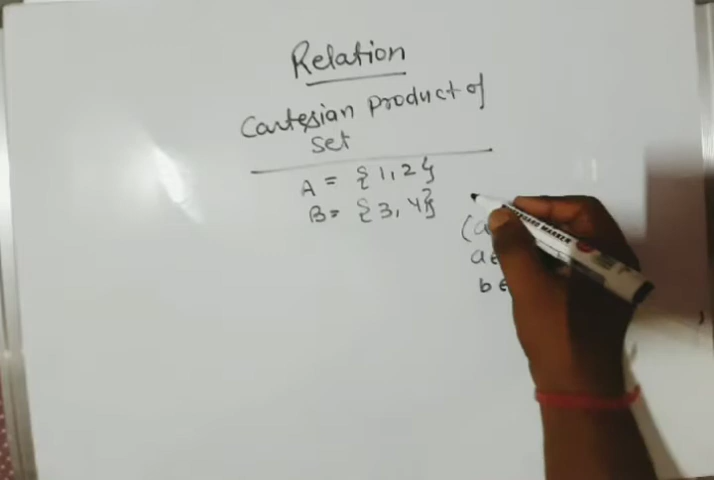 Relation
Cartesian product of
set
A = {1, 2}
B = {3, 4}
(a
a ∈
b ∈